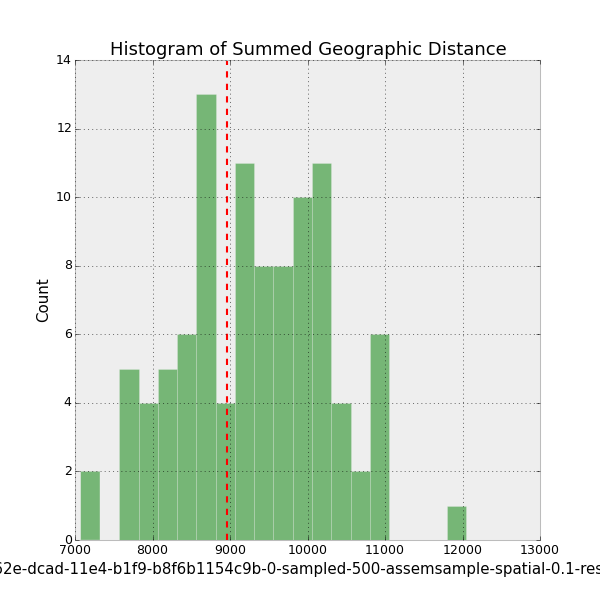 Histogram of Summed Geographic Distance
14
12
10
8
6
4
2
0
Count
7000 8000 9000 10000 11000 12000 13000
62e-dcad-11e4-b1f9-b8f6b1154c9b-0-sampled-500-assemsample-spatial-0.1-res